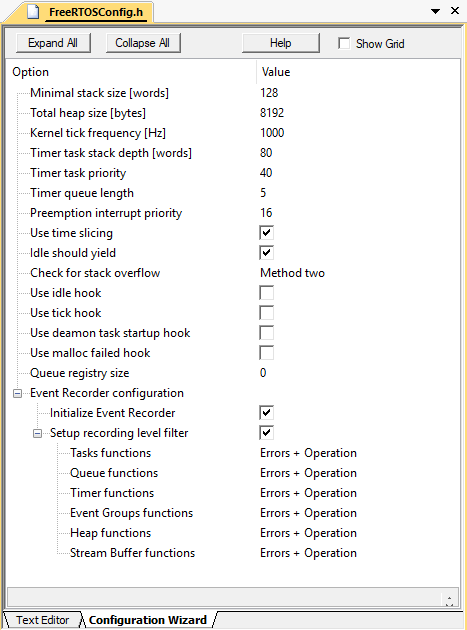 FreeRTOSConfig.h
Expand All Collapse All Help Show Grid
Option Value
Minimal stack size [words] 128
Total heap size [bytes] 8192
Kernel tick frequency [Hz] 1000
Timer task stack depth [words] 80
Timer task priority 40
Timer queue length 5
Preemption interrupt priority 16
Use time slicing
Idle should yield
Check for stack overflow Method two
Use idle hook
Use tick hook
Use deamon task startup hook
Use malloc failed hook
Queue registry size 0
Event Recorder configuration
Initialize Event Recorder
Setup recording level filter
Tasks functions Errors + Operation
Queue functions Errors + Operation
Timer functions Errors + Operation
Event Groups functions Errors + Operation
Heap functions Errors + Operation
Stream Buffer functions Errors + Operation
Text Editor Configuration Wizard